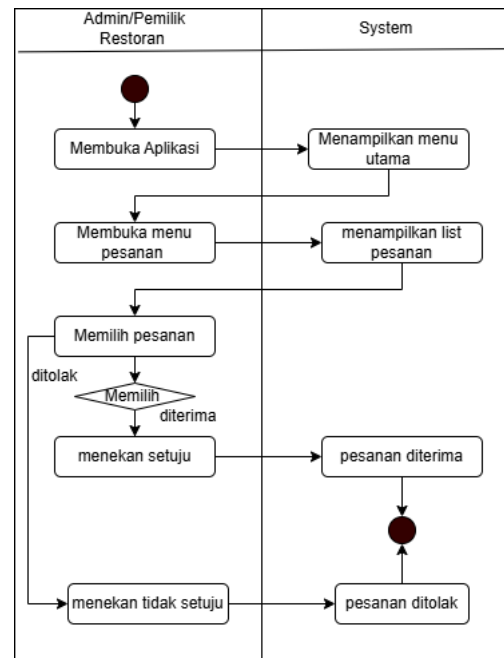 Admin/Pemilik
Restoran
System
Membuka Aplikasi
Menampilkan menu
utama
Membuka menu
pesanan
menampilkan list
pesanan
Memilih pesanan
ditolak
Memilih
diterima
menekan setuju
pesanan diterima
menekan tidak setuju
pesanan ditolak